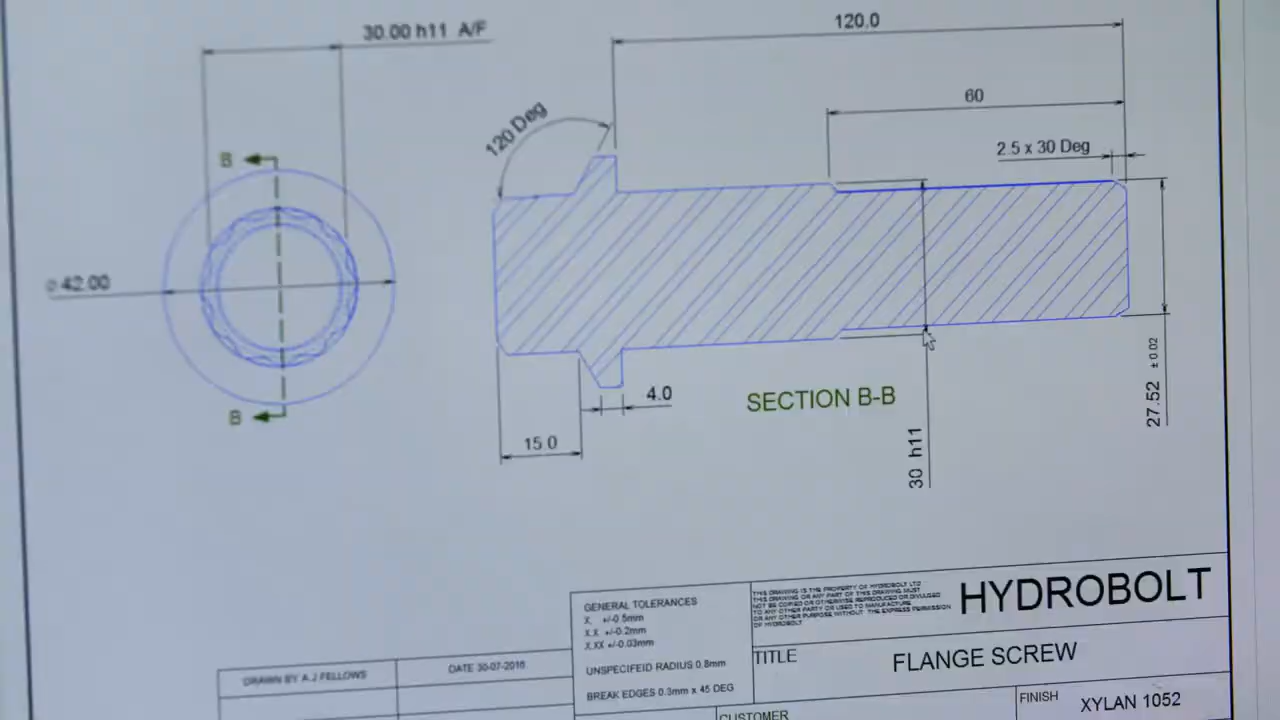 30.00 h11 A/F
120.0
60
120 Deg
2.5 x 30 Deg
B
⌀42.00
B
4.0
SECTION B-B
15.0
30 h11
27.52 ± 0.02
GENERAL TOLERANCES
X. +/-0.5mm
X.X +/-0.2mm
X.XX +/-0.03mm
UNSPECIFEID RADIUS 0.8mm
BREAK EDGES 0.3mm x 45 DEG
THIS DRAWING IS THE PROPERTY OF HYDROBOLT LTD
THIS DRAWING OR ANY PART OF THIS DRAWING MUST
NOT BE COPIED OR OTHERWISE REPRODUCED OR DIVULGED
TO ANY OTHER PARTY OR USED TO MANUFACTURE
OR ANY OTHER PURPOSE WITHOUT THE EXPRESS PERMISSION
OF HYDROBOLT
HYDROBOLT
TITLE
FLANGE SCREW
DRAWN BY A.J FELLOWS
DATE 30-07-2016
CUSTOMER
FINISH
XYLAN 1052